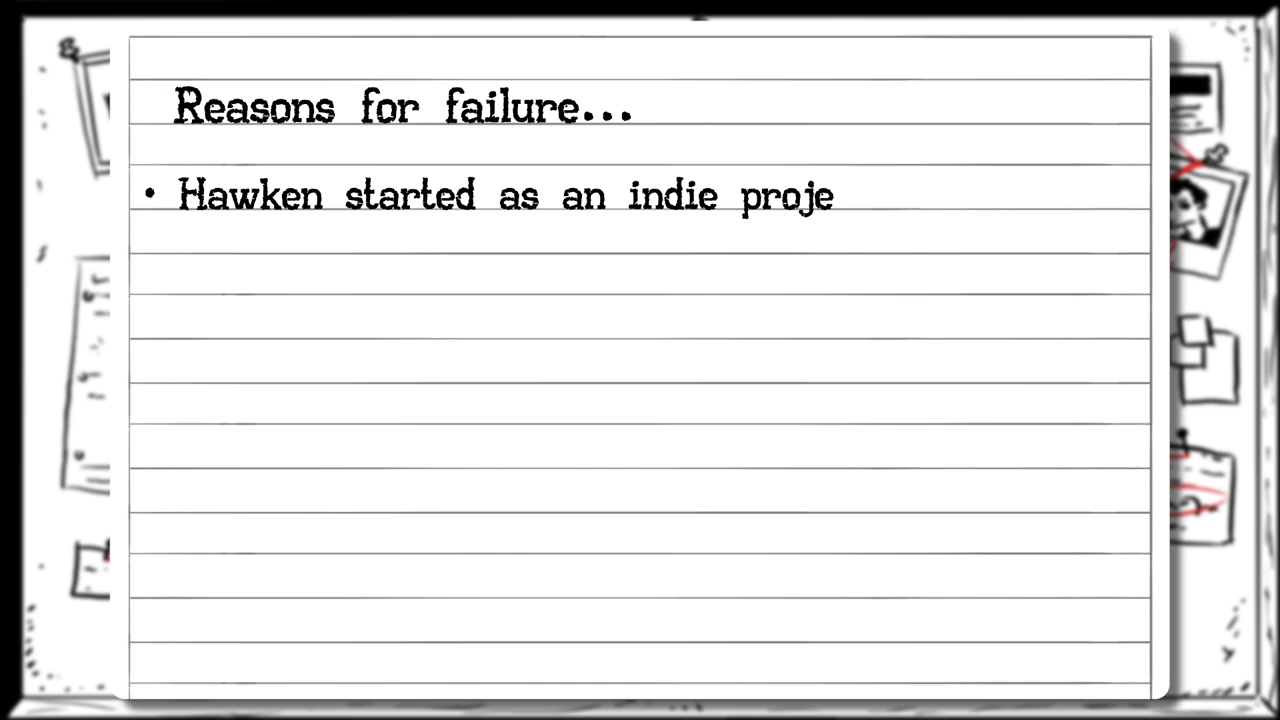 Reasons for failure...
• Hawken started as an indie proje